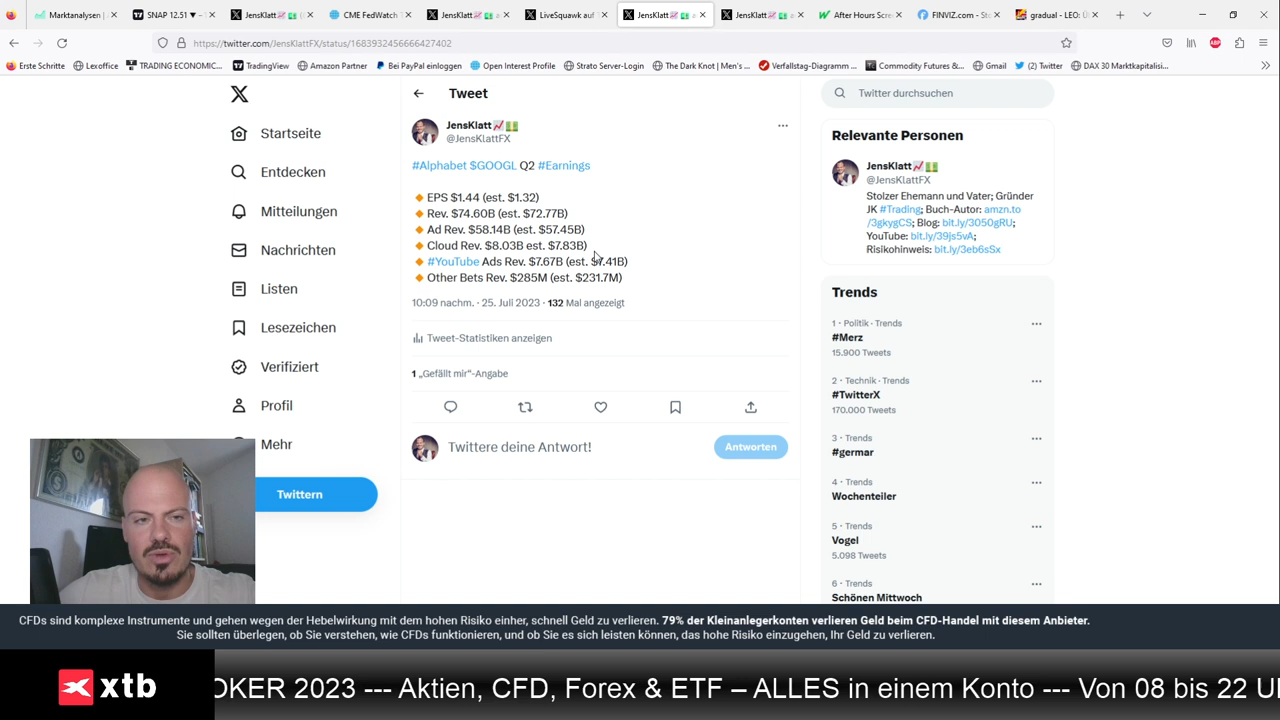 Marktanalysen |
SNAP 12.51 ▼ −
JensKlatt📈💵
CME FedWatch T
JensKlatt📈💵 a
LiveSquawk auf T
JensKlatt📈💵 a
JensKlatt📈💵 a
After Hours Scre
FINVIZ.com - Sto
gradual - LEO: Ü
https://twitter.com/JensKlattFX/status/1683932456666427402
Erste Schritte
Lexoffice
TRADING ECONOMIC...
TradingView
Amazon Partner
Bei PayPal einloggen
Open Interest Profile
Strato Server-Login
The Dark Knot | Men's ...
Verfallstag-Diagramm ...
Commodity Futures &...
Gmail
(2) Twitter
DAX 30 Marktkapitalisi...
Startseite
Entdecken
Mitteilungen
Nachrichten
Listen
Lesezeichen
Verifiziert
Profil
Mehr
Twittern
Tweet
JensKlatt📈💵
@JensKlattFX
#Alphabet $GOOGL Q2 #Earnings
🔸 EPS $1.44 (est. $1.32)
🔸 Rev. $74.60B (est. $72.77B)
🔸 Ad Rev. $58.14B (est. $57.45B)
🔸 Cloud Rev. $8.03B est. $7.83B)
🔸 #YouTube Ads Rev. $7.67B (est. $7.41B)
🔸 Other Bets Rev. $285M (est. $231.7M)
10:09 nachm. · 25. Juli 2023 · 132 Mal angezeigt
Tweet-Statistiken anzeigen
1 „Gefällt mir“-Angabe
Twittere deine Antwort!
Antworten
Twitter durchsuchen
Relevante Personen
JensKlatt📈💵
@JensKlattFX
Stolzer Ehemann und Vater; Gründer
JK #Trading; Buch-Autor: amzn.to
/3gkygCS; Blog: bit.ly/3050gRU;
YouTube: bit.ly/39js5vA;
Risikohinweis: bit.ly/3eb6sSx
Trends
1 · Politik · Trends
#Merz
15.900 Tweets
2 · Technik · Trends
#TwitterX
170.000 Tweets
3 · Trends
#germar
4 · Trends
Wochenteiler
5 · Trends
Vogel
5.098 Tweets
6 · Trends
Schönen Mittwoch
CFDs sind komplexe Instrumente und gehen wegen der Hebelwirkung mit dem hohen Risiko einher, schnell Geld zu verlieren. 79% der Kleinanlegerkonten verlieren Geld beim CFD-Handel mit diesem Anbieter.
Sie sollten überlegen, ob Sie verstehen, wie CFDs funktionieren, und ob Sie es sich leisten können, das hohe Risiko einzugehen, Ihr Geld zu verlieren.
xtb
OKER 2023 --- Aktien, CFD, Forex & ETF – ALLES in einem Konto --- Von 08 bis 22 U